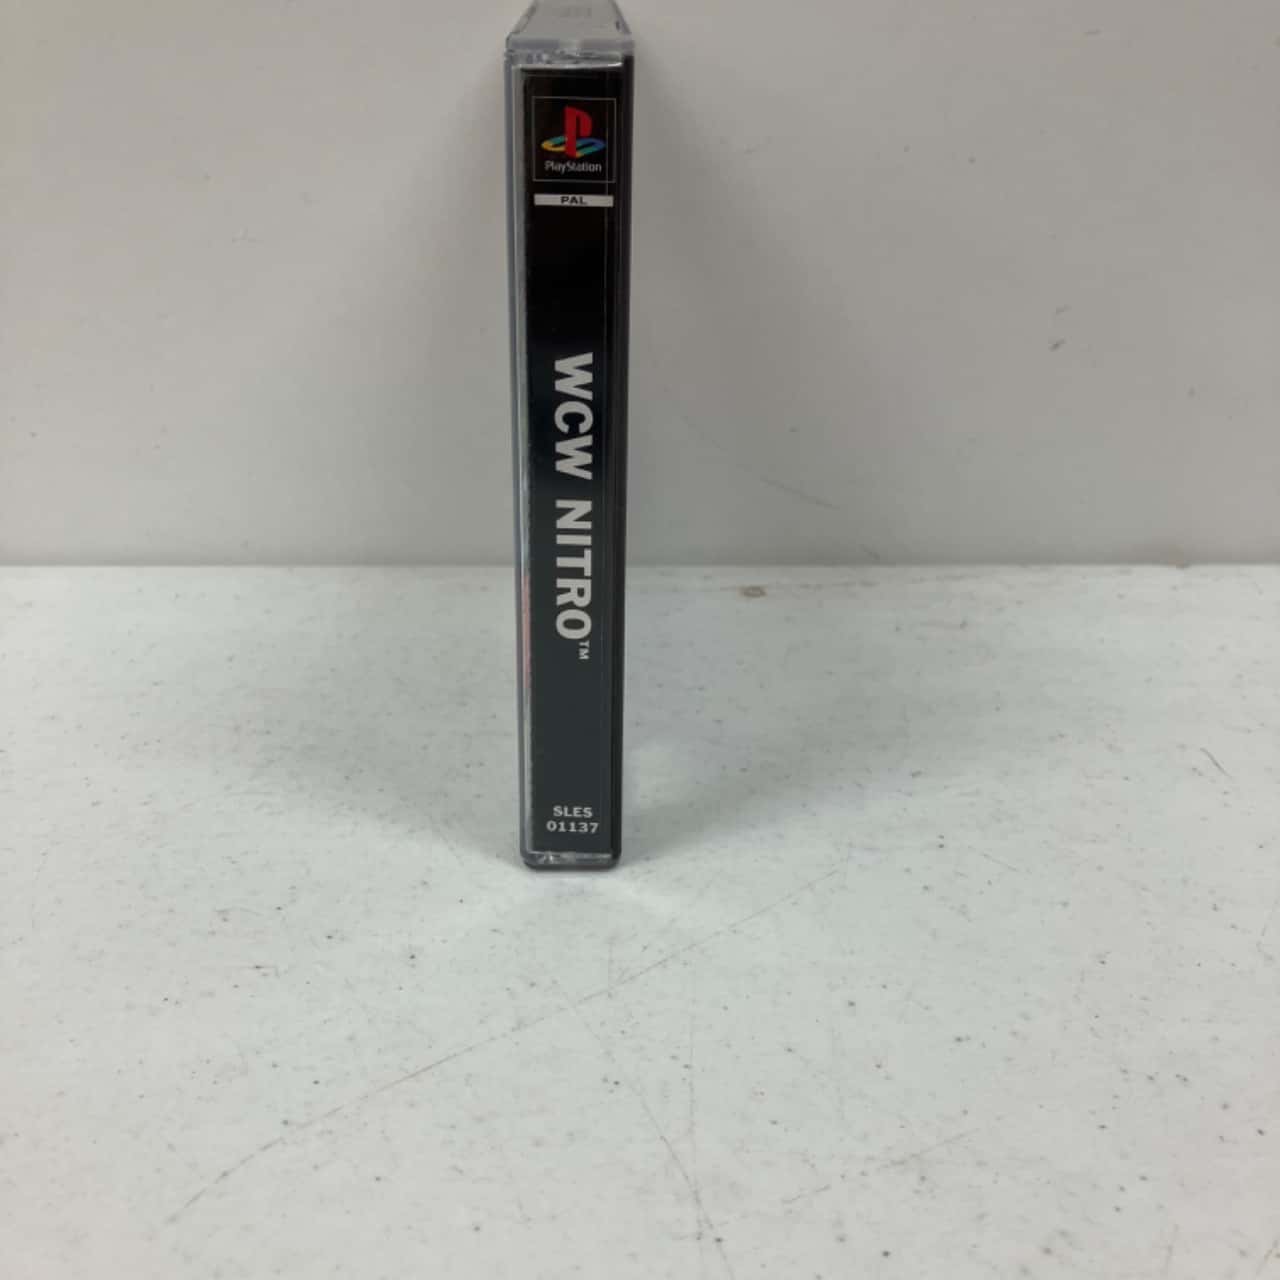 PlayStation
PAL
WCW NITRO™
SLES
01137